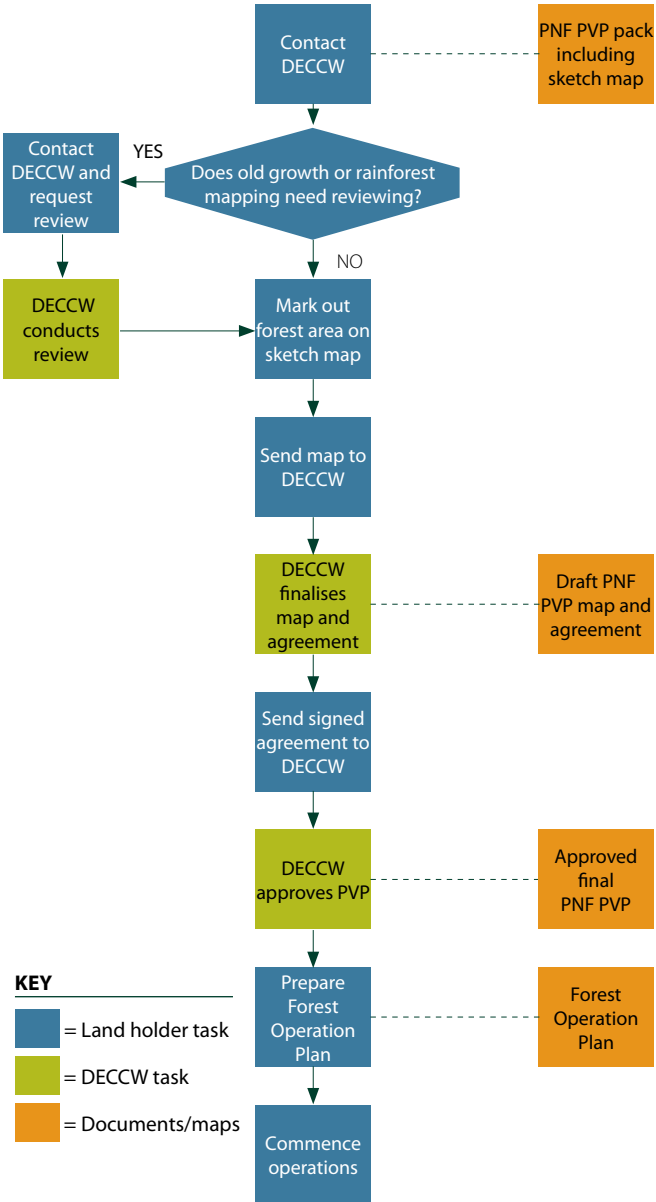 Contact
DECCW
PNF PVP pack
including
sketch map
YES
Contact
DECCW and
request
review
Does old growth or rainforest
mapping need reviewing?
NO
DECCW
conducts
review
Mark out
forest area on
sketch map
Send map to
DECCW
DECCW
finalises
map and
agreement
Draft PNF
PVP map and
agreement
Send signed
agreement to
DECCW
DECCW
approves PVP
Approved
final
PNF PVP
Prepare
Forest
Operation
Plan
Forest
Operation
Plan
Commence
operations
KEY
= Land holder task
= DECCW task
= Documents/maps